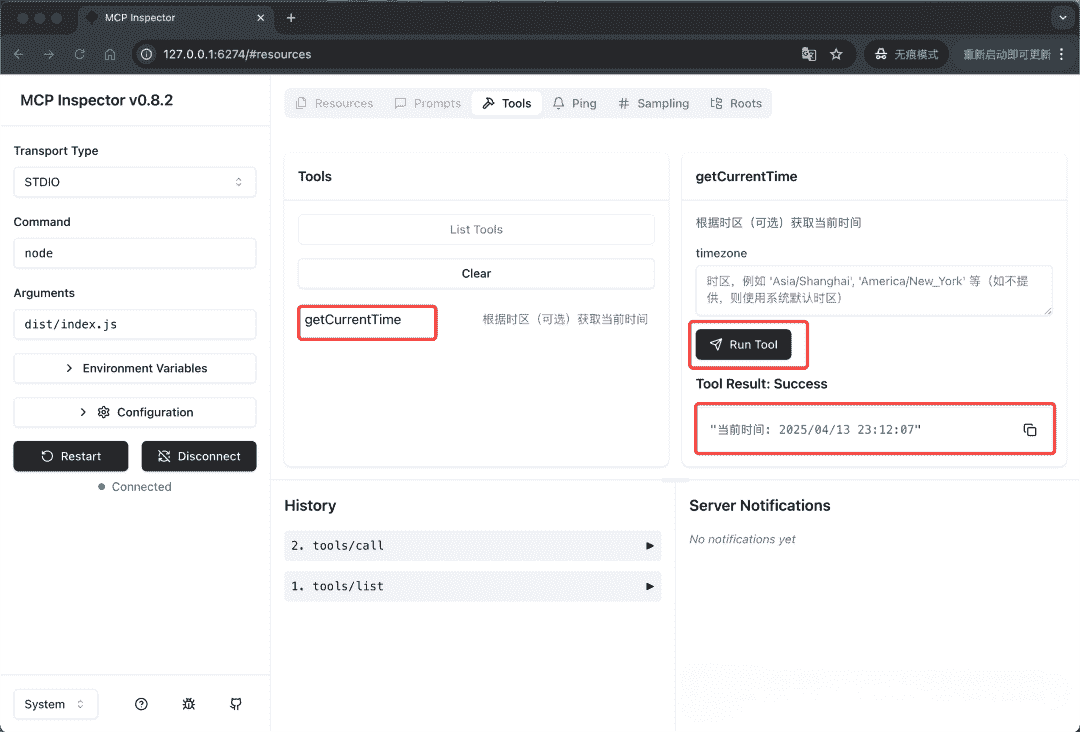 MCP Inspector
127.0.0.1:6274/#resources
无痕模式
重新启动即可更新
MCP Inspector v0.8.2
Transport Type
STDIO
Command
node
Arguments
dist/index.js
Environment Variables
Configuration
Restart
Disconnect
Connected
System
Resources
Prompts
Tools
Ping
Sampling
Roots
Tools
List Tools
Clear
getCurrentTime
根据时区（可选）获取当前时间
getCurrentTime
根据时区（可选）获取当前时间
timezone
时区，例如 'Asia/Shanghai', 'America/New_York' 等（如不提
供，则使用系统默认时区）
Run Tool
Tool Result: Success
"当前时间: 2025/04/13 23:12:07"
History
2. tools/call
1. tools/list
Server Notifications
No notifications yet